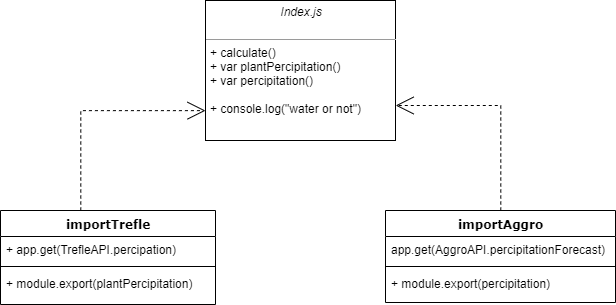 Index.js
+ calculate()
+ var plantPercipitation()
+ var percipitation()
+ console.log("water or not")
importTrefle
+ app.get(TrefleAPI.percipation)
+ module.export(plantPercipitation)
importAggro
app.get(AggroAPI.percipitationForecast)
+ module.export(percipitation)